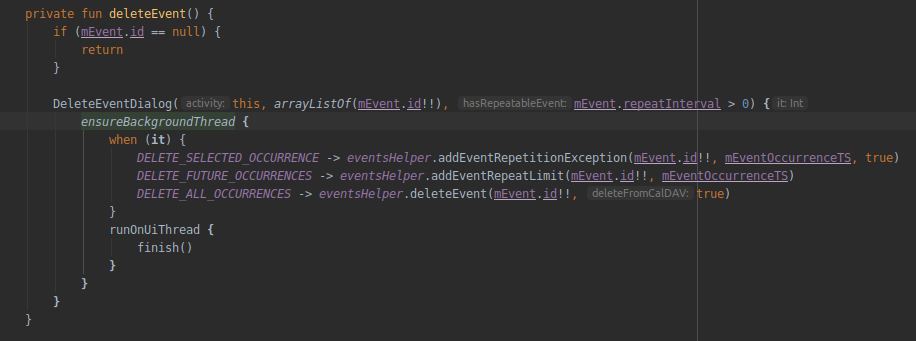 private fun deleteEvent() {
    if (mEvent.id == null) {
        return
    }

    DeleteEventDialog( activity: this, arrayListOf(mEvent.id!!), hasRepeatableEvent: mEvent.repeatInterval > 0) { it: Int
        ensureBackgroundThread {
            when (it) {
                DELETE_SELECTED_OCCURRENCE -> eventsHelper.addEventRepetitionException(mEvent.id!!, mEventOccurrenceTS, true)
                DELETE_FUTURE_OCCURRENCES -> eventsHelper.addEventRepeatLimit(mEvent.id!!, mEventOccurrenceTS)
                DELETE_ALL_OCCURRENCES -> eventsHelper.deleteEvent(mEvent.id!!, deleteFromCalDAV: true)
            }
            runOnUiThread {
                finish()
            }
        }
    }
}